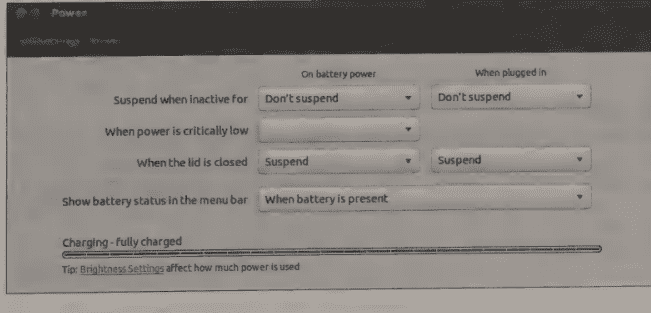 Power
On battery power When plugged in
Suspend when inactive for Don't suspend Don't suspend
When power is critically low
When the lid is closed Suspend Suspend
Show battery status in the menu bar When battery is present
Charging - fully charged
Tip: Brightness Settings affect how much power is used